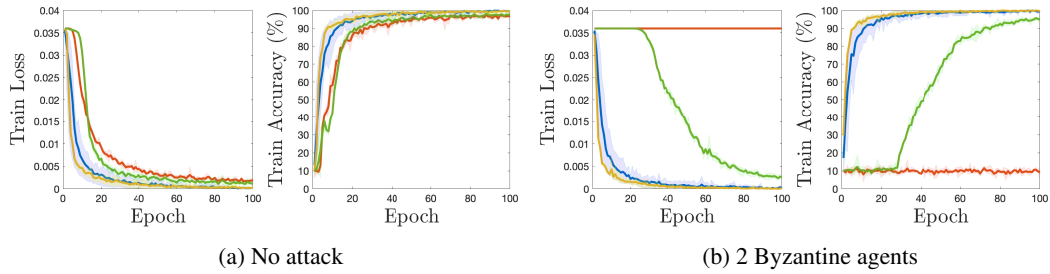 0.04
0.035
0.03
0.025
0.02
0.015
0.01
0.005
0
0 20 40 60 80 100
Train Loss
Epoch
100
90
80
70
60
50
40
30
20
10
0
0 20 40 60 80 100
Train Accuracy (%)
Epoch
(a) No attack
0.04
0.035
0.03
0.025
0.02
0.015
0.01
0.005
0
0 20 40 60 80 100
Train Loss
Epoch
100
90
80
70
60
50
40
30
20
10
0
0 20 40 60 80 100
Train Accuracy (%)
Epoch
(b) 2 Byzantine agents